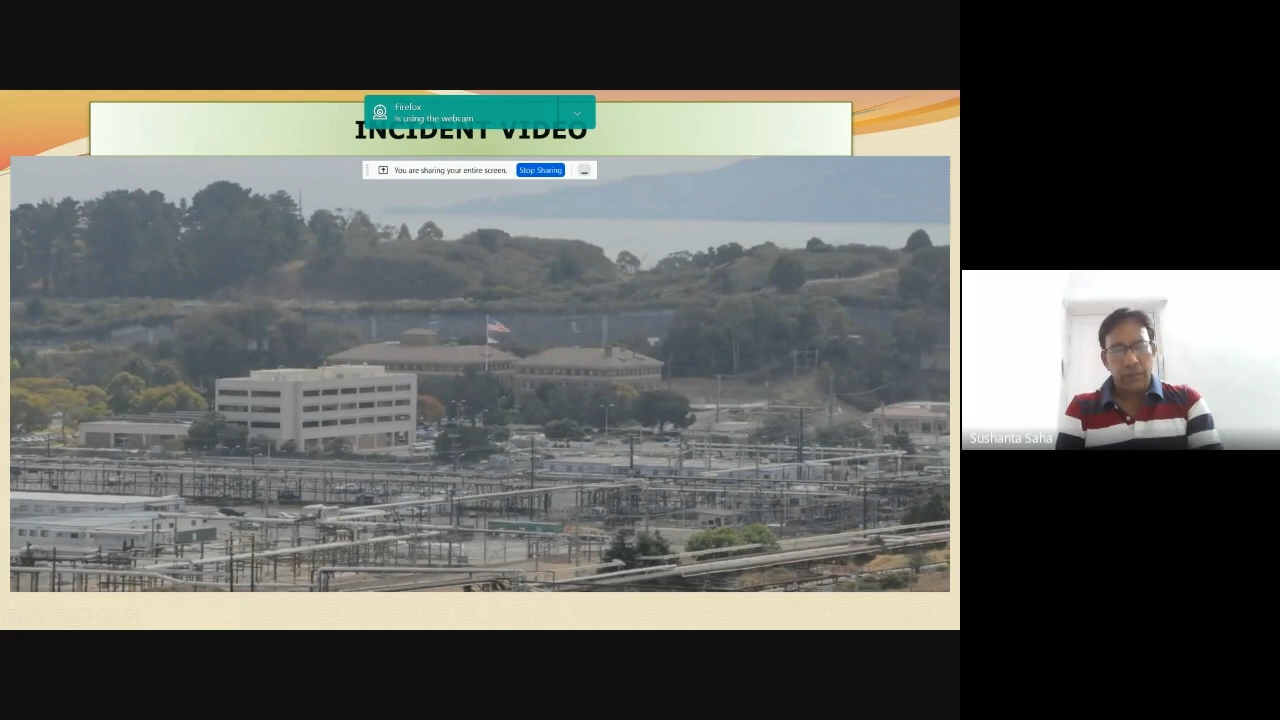 Firefox
is using the webcam
INCIDENT VIDEO
You are sharing your entire screen.
Stop Sharing
Sushanta Saha